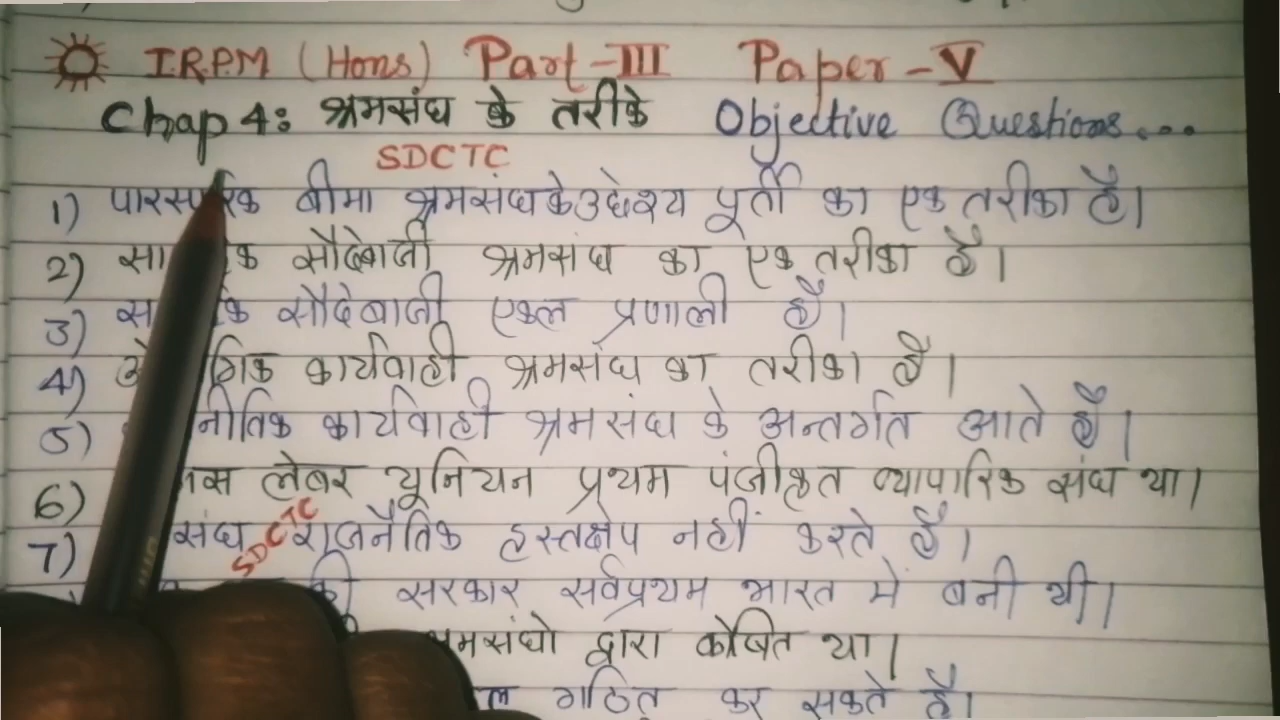 I.R.P.M (Hons) Part-III Paper-V
Chap 4: श्रमसंघ के तरीके Objective Questions...
SDCTC
1) पारस्परिक बीमा श्रमसंघ के उद्देश्य पूर्ती का एक तरीका है।
2) सौदेबाजी श्रमसंघ का एक तरीका है।
3) सौदेबाजी एकल प्रणाली है।
4) कार्यवाही श्रमसंघ का तरीका है।
5) कार्यवाही श्रमसंघ के अन्तर्गत आते हैं।
6) लेबर यूनियन प्रथम पंजीकृत व्यापारिक संघ था।
7) संघ राजनैतिक हस्तक्षेप नहीं करते है।
SDCTC
की सरकार सर्वप्रथम भारत में बनी थी।
श्रमसंघो द्वारा था।
गठित कर सकते है।